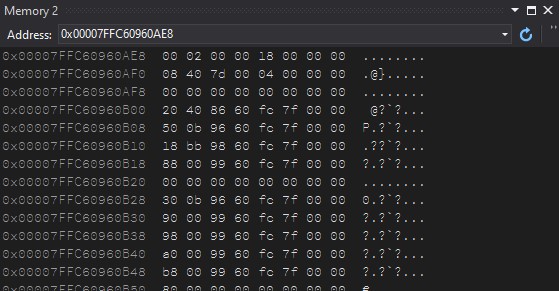 Memory 2
Address: 0x00007FFC60960AE8
0x00007FFC60960AE8 00 02 00 00 18 00 00 00 ........
0x00007FFC60960AF0 08 40 7d 00 04 00 00 00 .@}.....
0x00007FFC60960AF8 00 00 00 00 00 00 00 00 ........
0x00007FFC60960B00 20 40 86 60 fc 7f 00 00  @?`?...
0x00007FFC60960B08 50 0b 96 60 fc 7f 00 00 P.?`?...
0x00007FFC60960B10 18 bb 98 60 fc 7f 00 00 .??`?...
0x00007FFC60960B18 88 00 99 60 fc 7f 00 00 ?.?`?...
0x00007FFC60960B20 00 00 00 00 00 00 00 00 ........
0x00007FFC60960B28 30 0b 96 60 fc 7f 00 00 0.?`?...
0x00007FFC60960B30 90 00 99 60 fc 7f 00 00 ?.?`?...
0x00007FFC60960B38 98 00 99 60 fc 7f 00 00 ?.?`?...
0x00007FFC60960B40 a0 00 99 60 fc 7f 00 00 ?.?`?...
0x00007FFC60960B48 b8 00 99 60 fc 7f 00 00 ?.?`?...